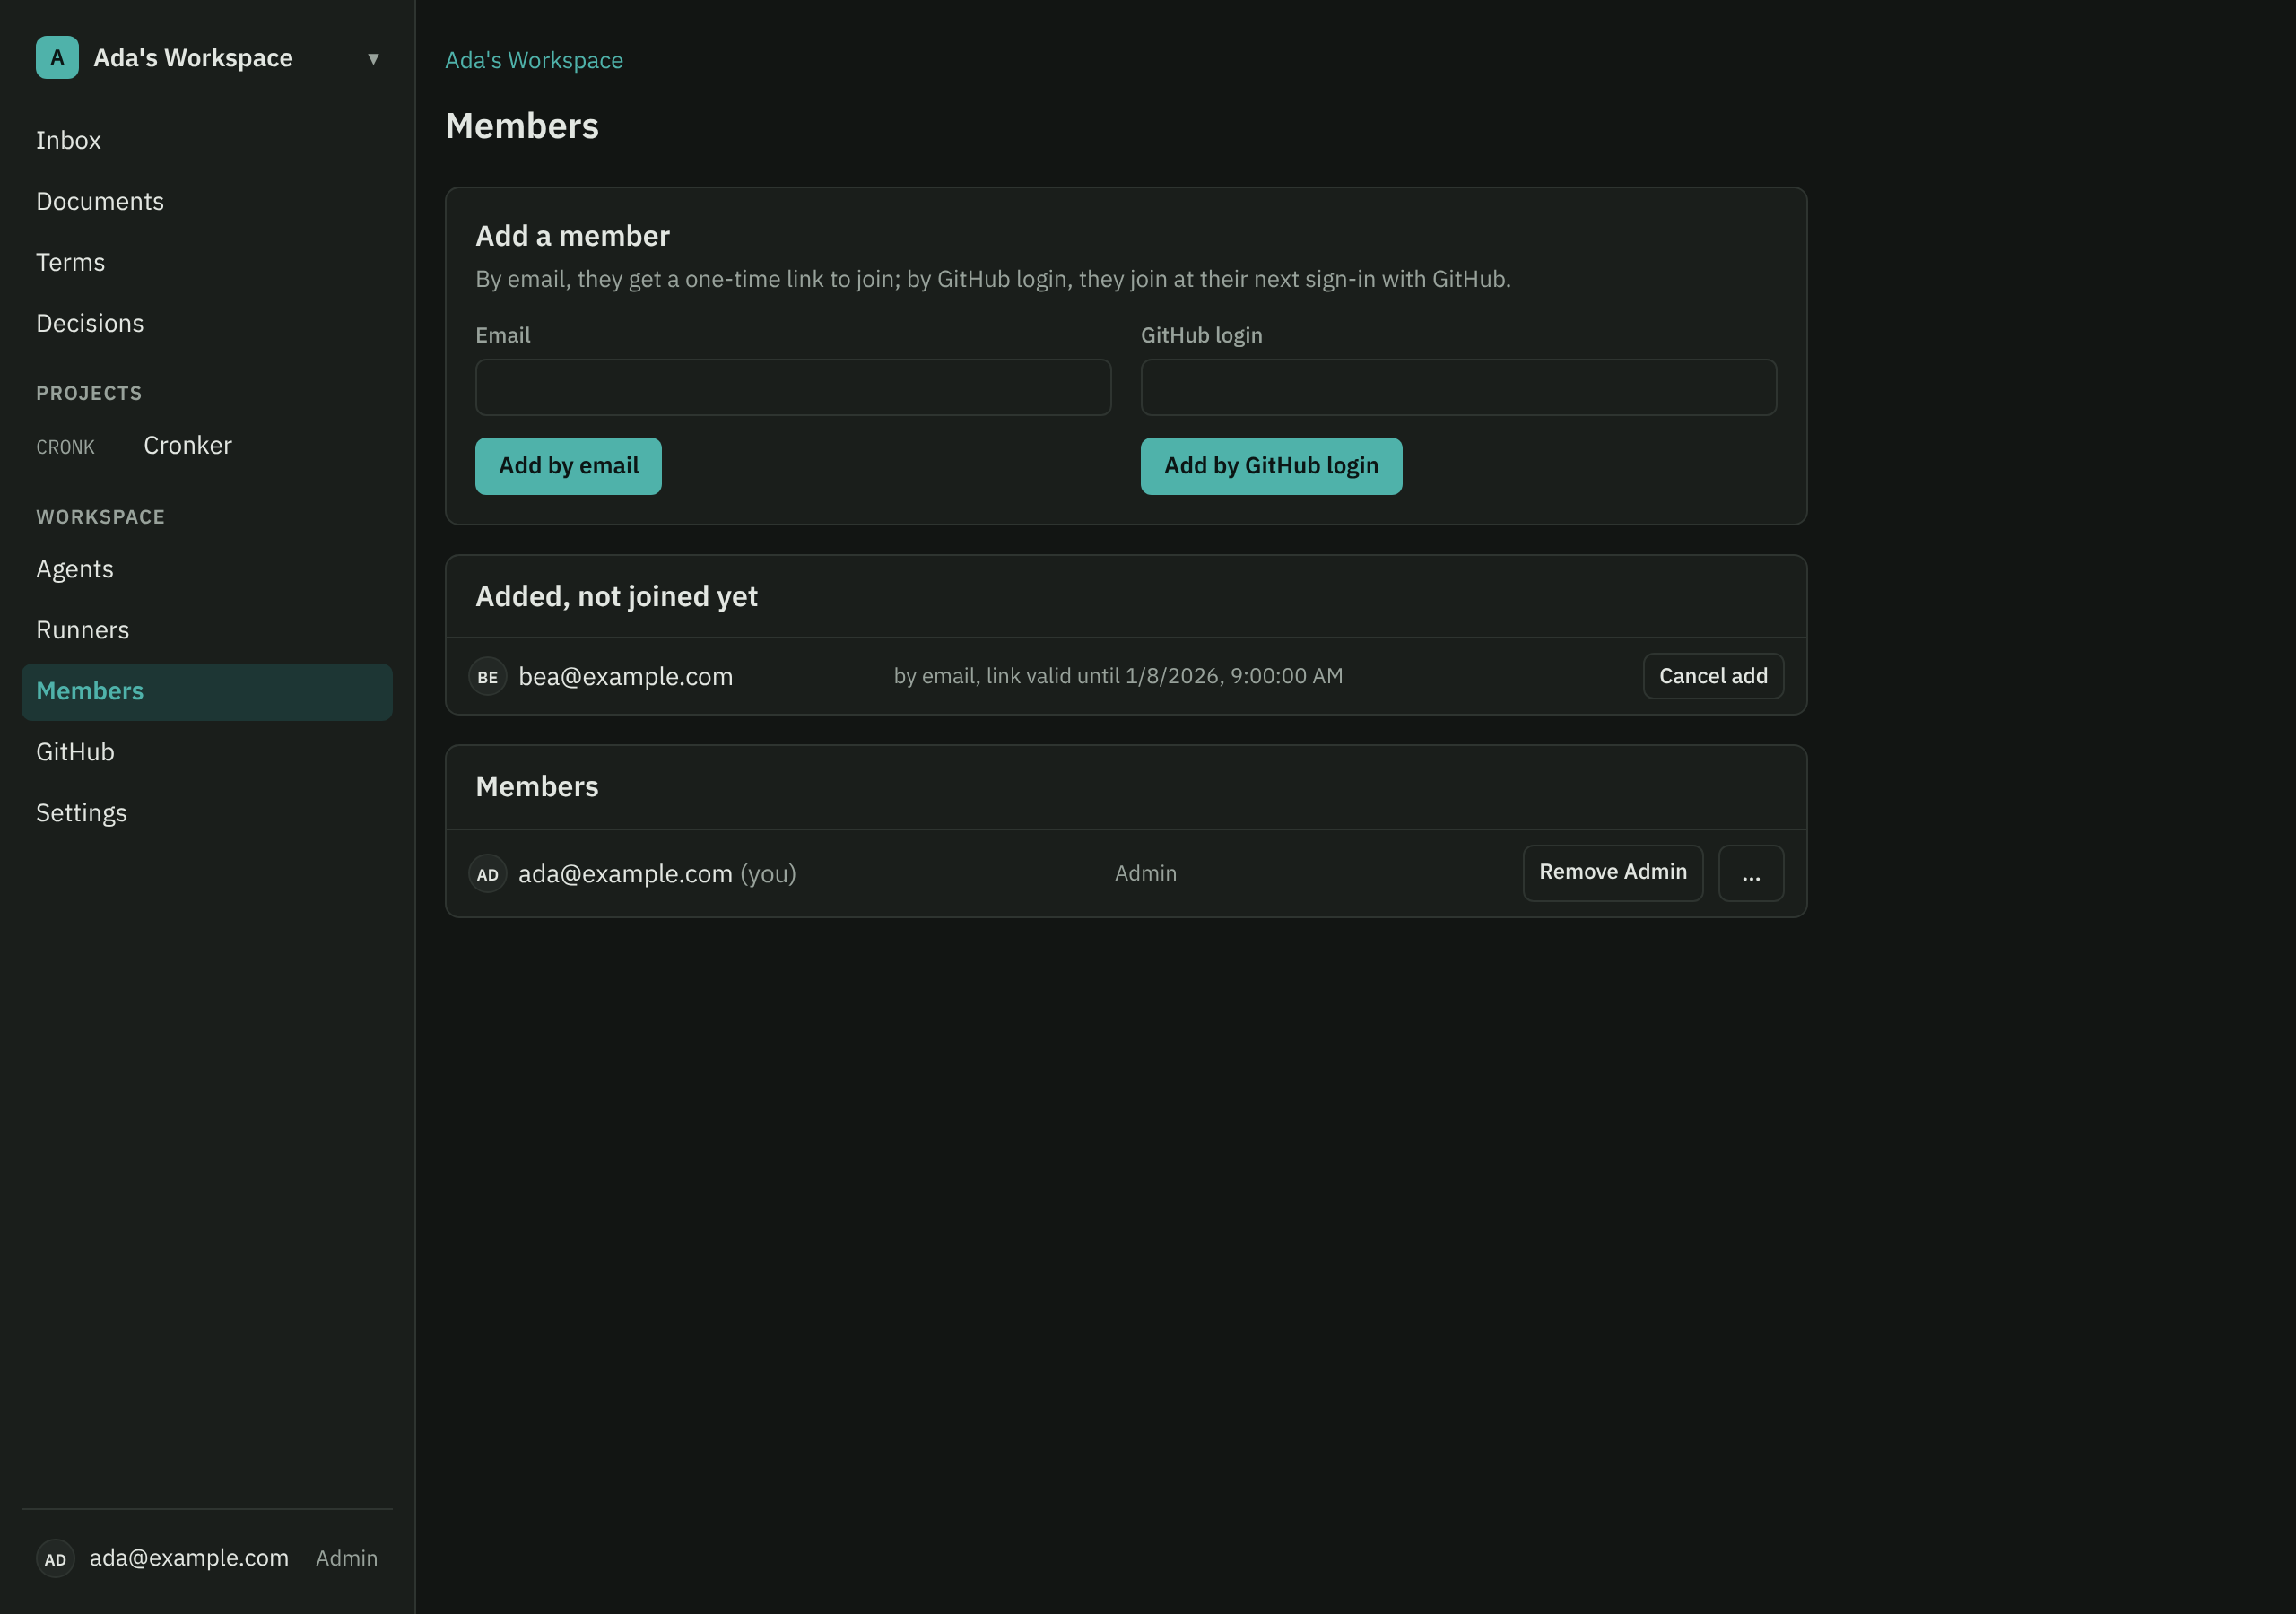 A Ada's Workspace ▾
Inbox
Documents
Terms
Decisions
PROJECTS
CRONK Cronker
WORKSPACE
Agents
Runners
Members
GitHub
Settings
AD ada@example.com Admin
Ada's Workspace
Members
Add a member
By email, they get a one-time link to join; by GitHub login, they join at their next sign-in with GitHub.
Email GitHub login
Add by email Add by GitHub login
Added, not joined yet
BE bea@example.com by email, link valid until 1/8/2026, 9:00:00 AM Cancel add
Members
AD ada@example.com (you) Admin Remove Admin ...